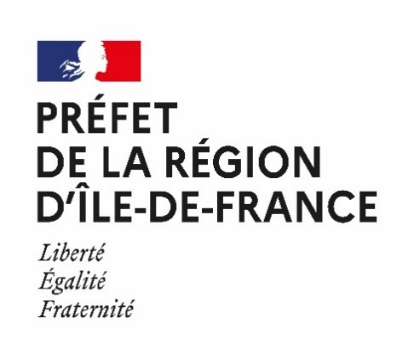 PRÉFET
DE LA RÉGION
D'ÎLE-DE-FRANCE
Liberté
Égalité
Fraternité